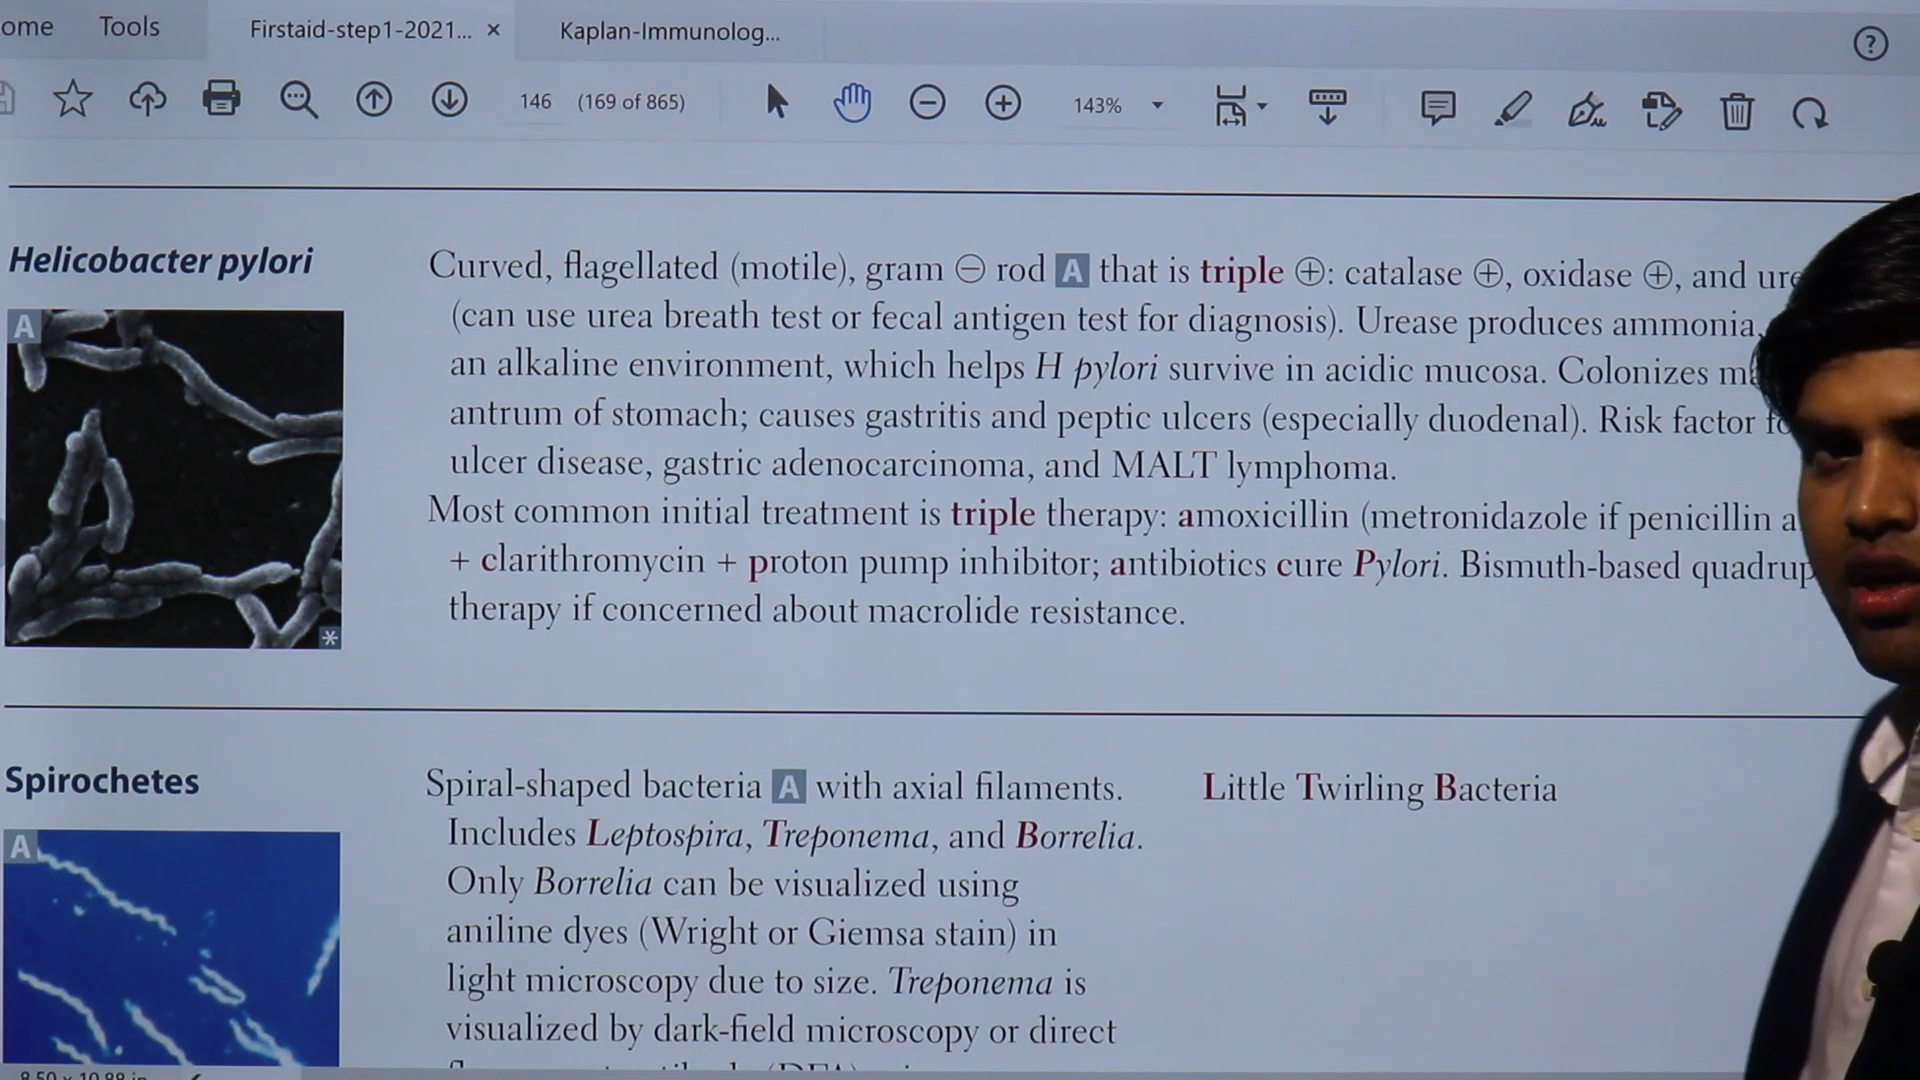 ome Tools Firstaid-step1-2021... × Kaplan-Immunolog...
146 (169 of 865) 143%
Helicobacter pylori
A
Curved, flagellated (motile), gram ⊖ rod A that is triple ⊕: catalase ⊕, oxidase ⊕, and ure
(can use urea breath test or fecal antigen test for diagnosis). Urease produces ammonia,
an alkaline environment, which helps H pylori survive in acidic mucosa. Colonizes
antrum of stomach; causes gastritis and peptic ulcers (especially duodenal). Risk factor
ulcer disease, gastric adenocarcinoma, and MALT lymphoma.
Most common initial treatment is triple therapy: amoxicillin (metronidazole if penicillin a
+ clarithromycin + proton pump inhibitor; antibiotics cure Pylori. Bismuth-based quadrup
therapy if concerned about macrolide resistance.
Spirochetes
A
Spiral-shaped bacteria A with axial filaments.
Includes Leptospira, Treponema, and Borrelia.
Only Borrelia can be visualized using
aniline dyes (Wright or Giemsa stain) in
light microscopy due to size. Treponema is
visualized by dark-field microscopy or direct
Little Twirling Bacteria